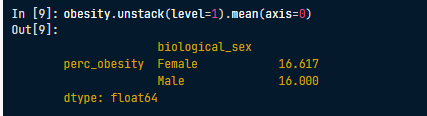 In [9]: obesity.unstack(level=1).mean(axis=0)
Out[9]:
biological_sex
perc_obesity Female 16.617
Male 16.000
dtype: float64